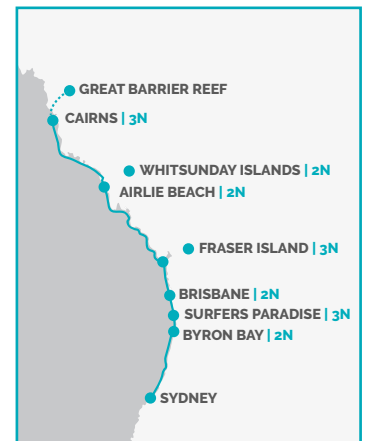 GREAT BARRIER REEF
CAIRNS | 3N
WHITSUNDAY ISLANDS | 2N
AIRLIE BEACH | 2N
FRASER ISLAND | 3N
BRISBANE | 2N
SURFERS PARADISE | 3N
BYRON BAY | 2N
SYDNEY